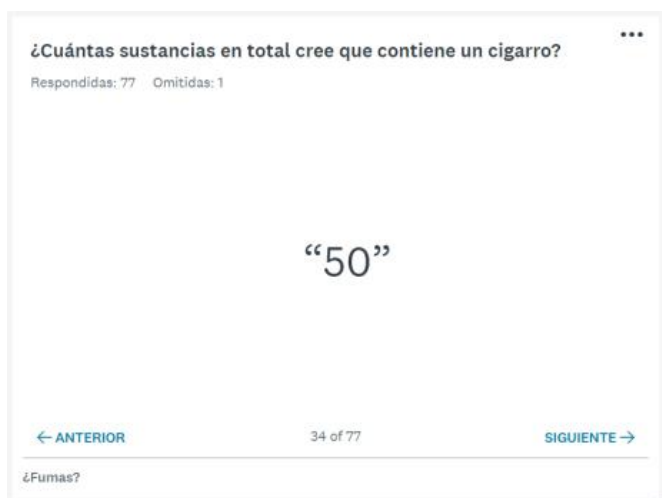 ¿Cuántas sustancias en total cree que contiene un cigarro?
Respondidas: 77 Omitidas: 1
“50”
← ANTERIOR 34 of 77 SIGUIENTE →
¿Fumas?